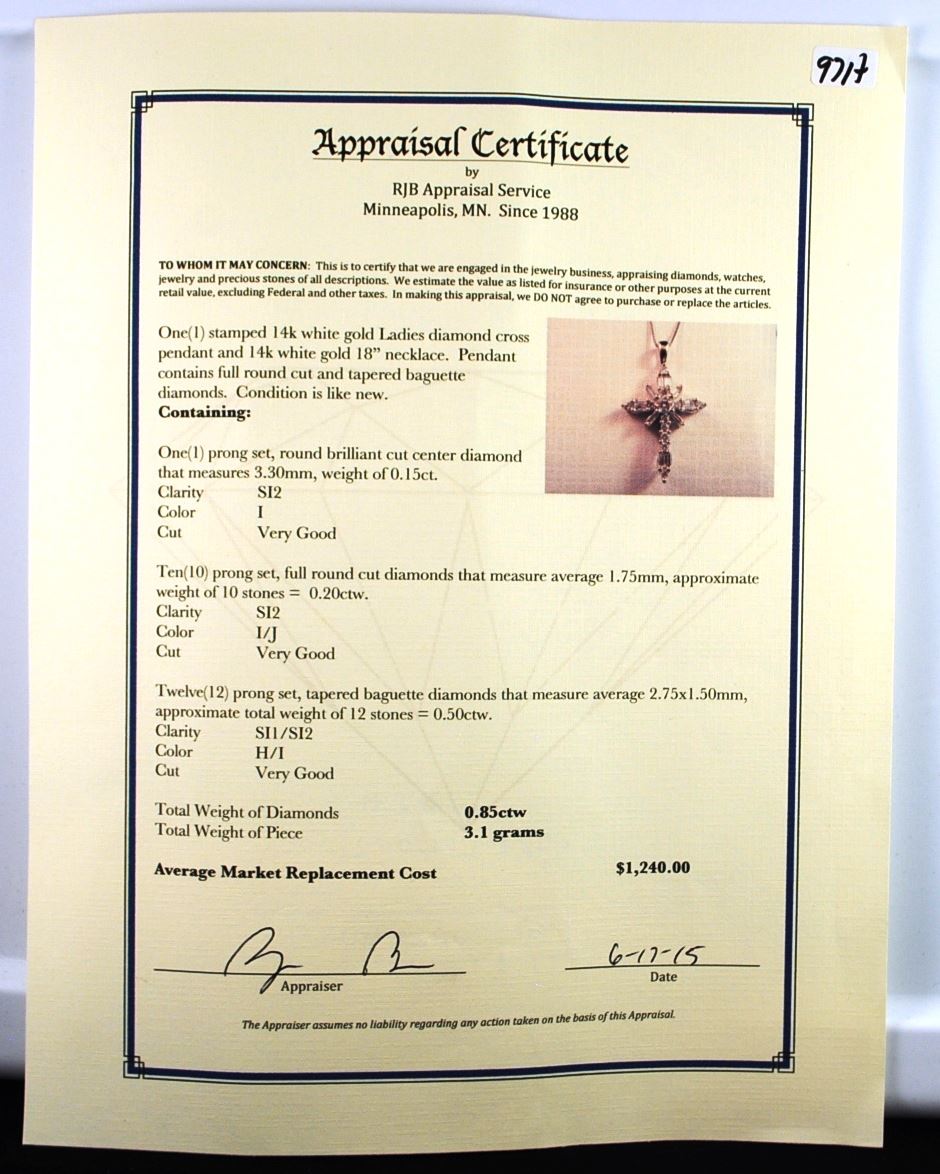 9717
Appraisal Certificate
by
RJB Appraisal Service
Minneapolis, MN. Since 1988
TO WHOM IT MAY CONCERN: This is to certify that we are engaged in the jewelry business, appraising diamonds, watches,
jewelry and precious stones of all descriptions. We estimate the value as listed for insurance or other purposes at the current
retail value, excluding Federal and other taxes. In making this appraisal, we DO NOT agree to purchase or replace the articles.
One(1) stamped 14k white gold Ladies diamond cross
pendant and 14k white gold 18” necklace. Pendant
contains full round cut and tapered baguette
diamonds. Condition is like new.
Containing:
One(1) prong set, round brilliant cut center diamond
that measures 3.30mm, weight of 0.15ct.
Clarity SI2
Color I
Cut Very Good
Ten(10) prong set, full round cut diamonds that measure average 1.75mm, approximate
weight of 10 stones = 0.20ctw.
Clarity SI2
Color I/J
Cut Very Good
Twelve(12) prong set, tapered baguette diamonds that measure average 2.75x1.50mm,
approximate total weight of 12 stones = 0.50ctw.
Clarity SI1/SI2
Color H/I
Cut Very Good
Total Weight of Diamonds 0.85ctw
Total Weight of Piece 3.1 grams
Average Market Replacement Cost $1,240.00
6-17-15
Appraiser Date
The Appraiser assumes no liability regarding any action taken on the basis of this Appraisal.